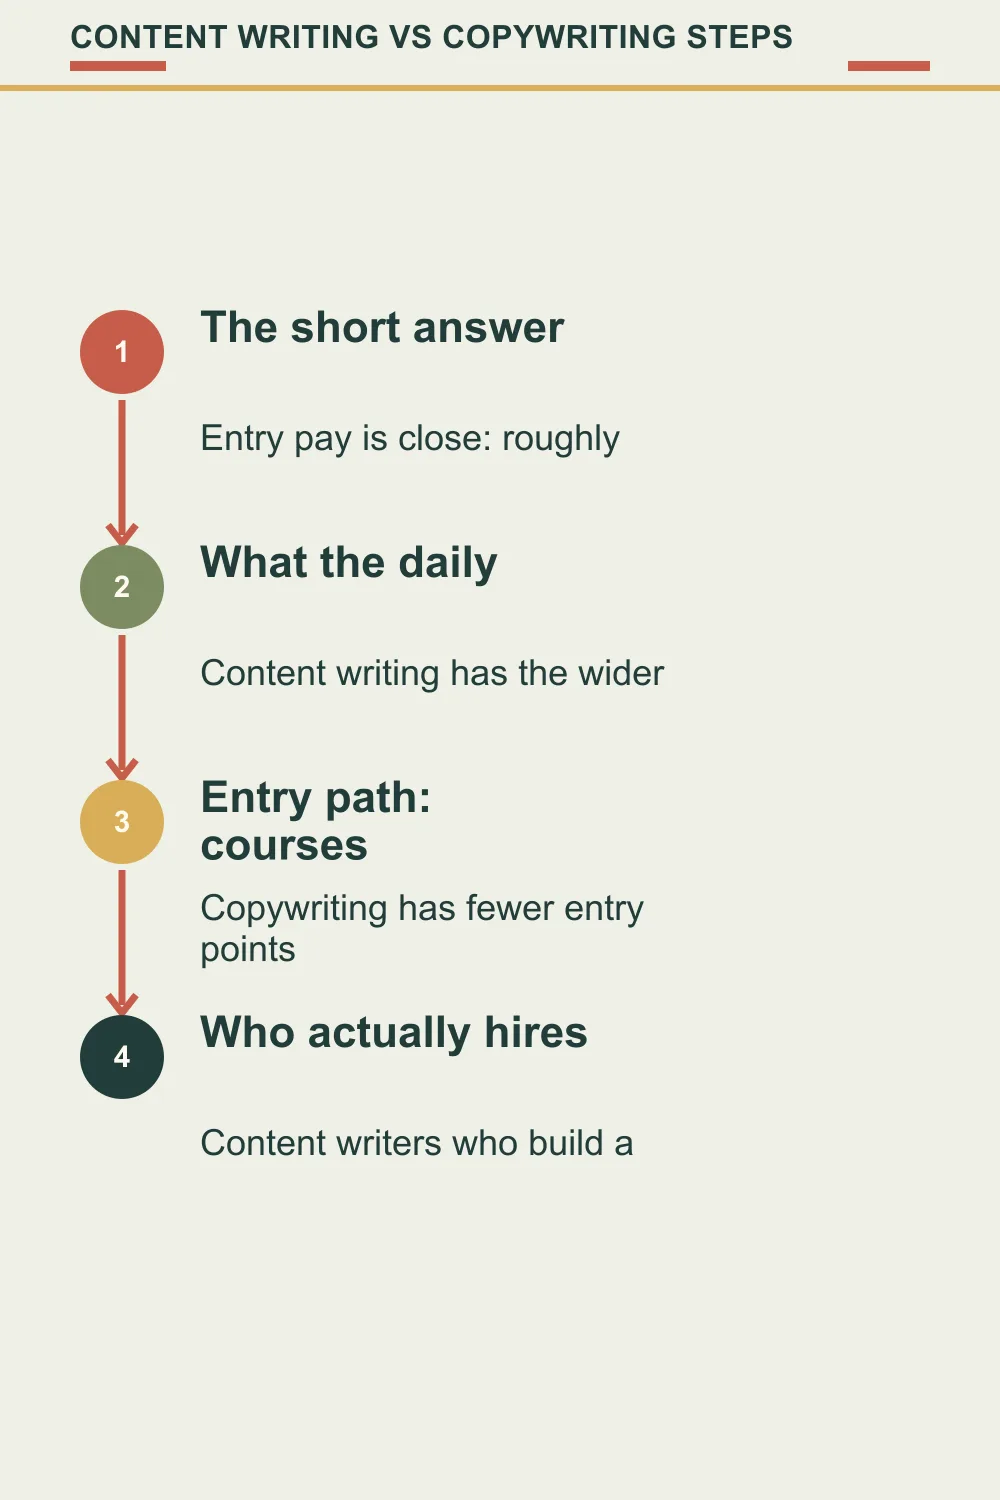 CONTENT WRITING VS COPYWRITING STEPS
1
The short answer
Entry pay is close: roughly
2
What the daily
Content writing has the wider
3
Entry path:
courses
Copywriting has fewer entry
points
4
Who actually hires
Content writers who build a